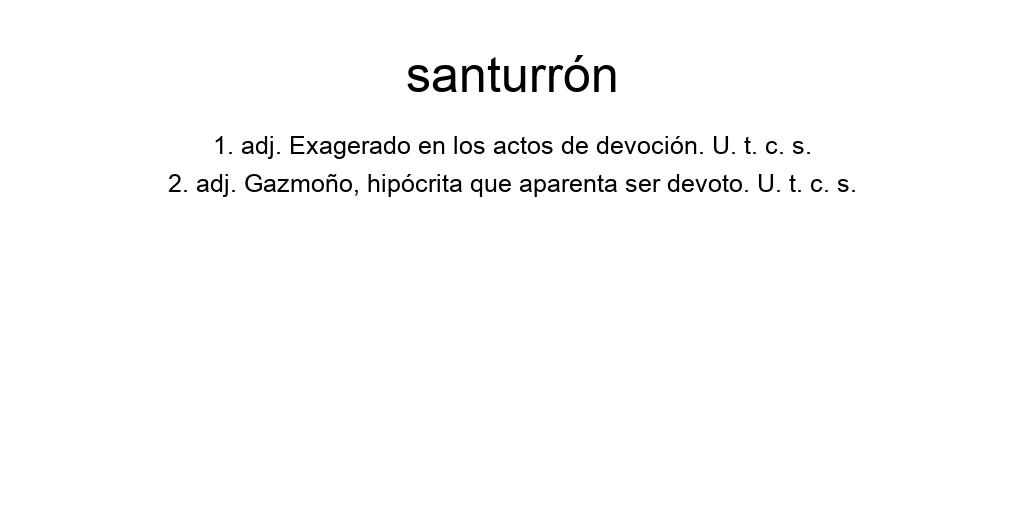 santurrón
1. adj. Exagerado en los actos de devoción. U. t. c. s.
2. adj. Gazmoño, hipócrita que aparenta ser devoto. U. t. c. s.